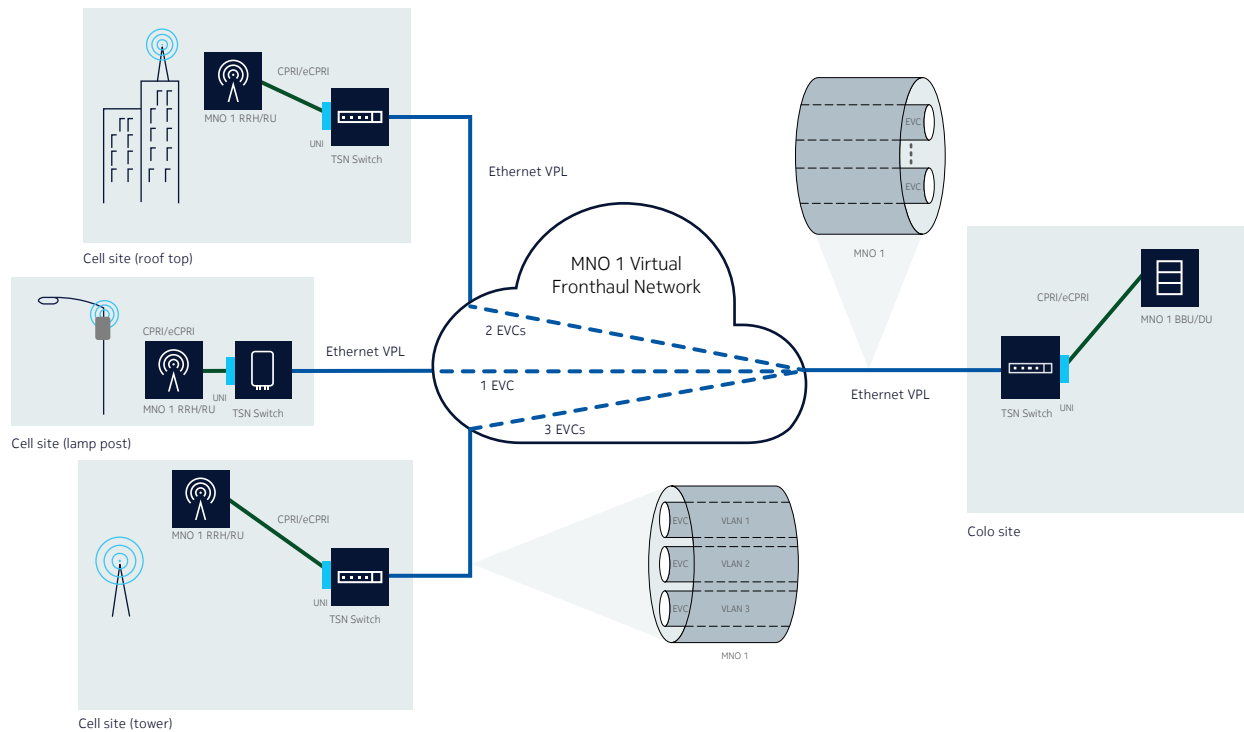 CPRI/eCPRI
MNO 1 RRH/RU
UNI
TSN Switch
Cell site (roof top)
Ethernet VPL
CPRI/eCPRI
MNO 1 RRH/RU
UNI
TSN Switch
Cell site (lamp post)
Ethernet VPL
MNO 1 RRH/RU
CPRI/eCPRI
UNI
TSN Switch
Cell site (tower)
MNO 1 Virtual
Fronthaul Network
2 EVCs
1 EVC
3 EVCs
EVC
EVC
MNO 1
EVC VLAN 1
EVC VLAN 2
EVC VLAN 3
MNO 1
Ethernet VPL
CPRI/eCPRI
MNO 1 BBU/DU
TSN Switch
UNI
Colo site